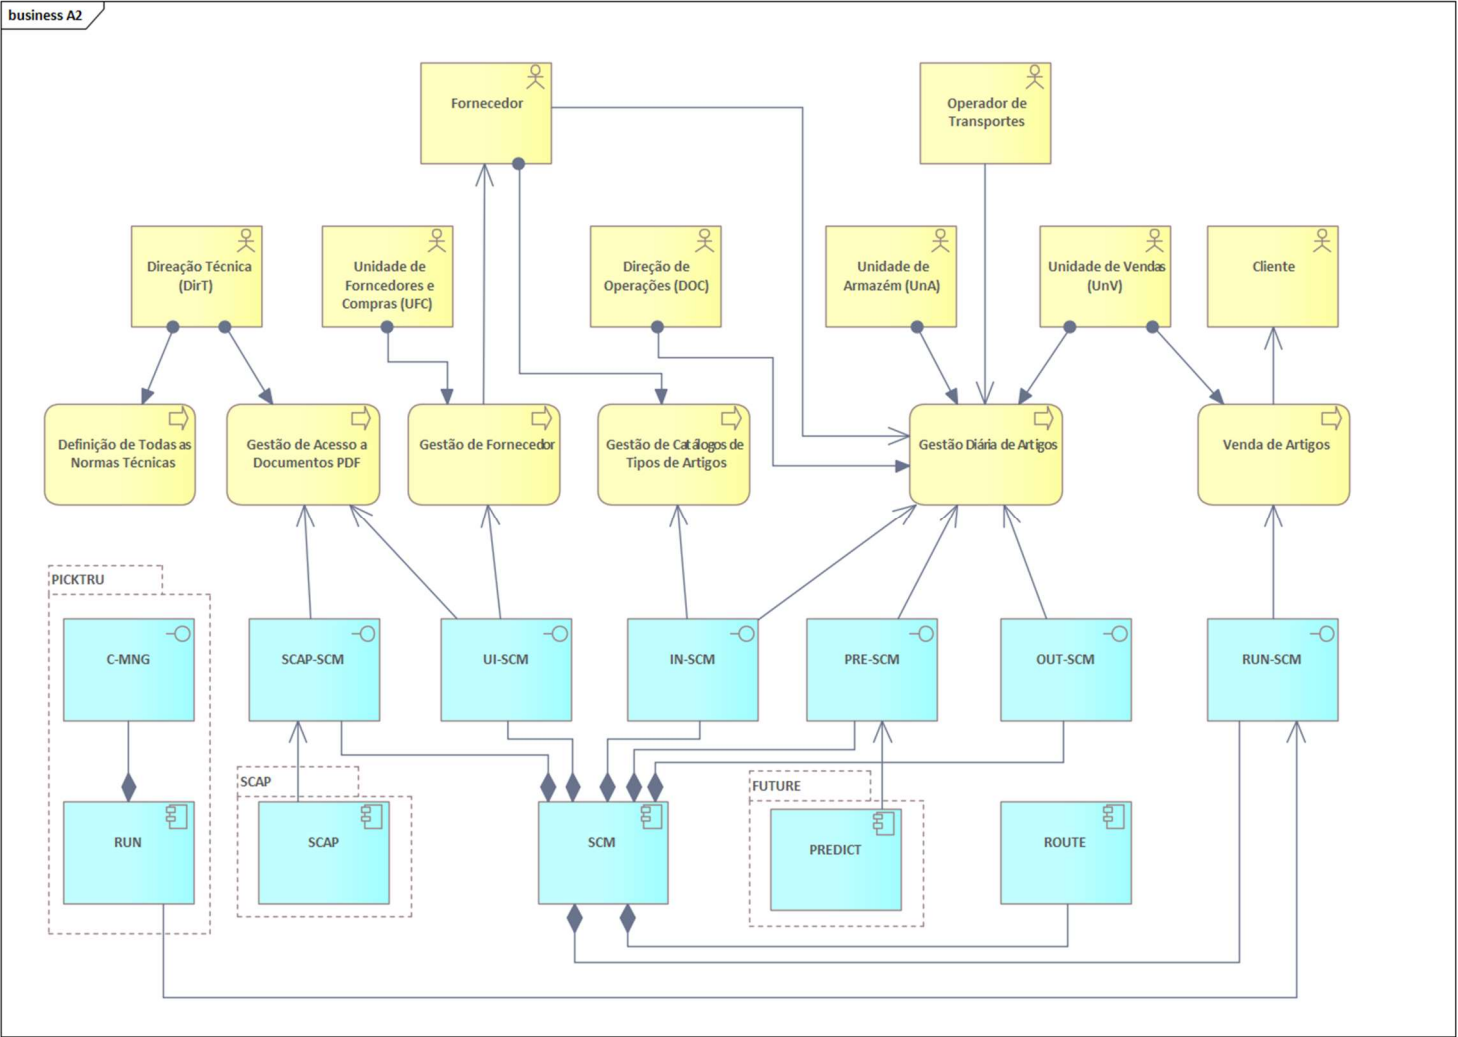 business A2
Fornecedor
Operador de
Transportes
Direação Técnica
(DirT)
Unidade de
Forncedores e
Compras (UFC)
Direção de
Operações (DOC)
Unidade de
Armazém (UnA)
Unidade de Vendas
(UnV)
Cliente
Definição de Todas as
Normas Técnicas
Gestão de Acesso a
Documentos PDF
Gestão de Fornecedor
Gestão de Catálogos de
Tipos de Artigos
Gestão Diária de Artigos
Venda de Artigos
PICKTRU
C-MNG
SCAP-SCM
UI-SCM
IN-SCM
PRE-SCM
OUT-SCM
RUN-SCM
SCAP
FUTURE
RUN
SCAP
SCM
PREDICT
ROUTE